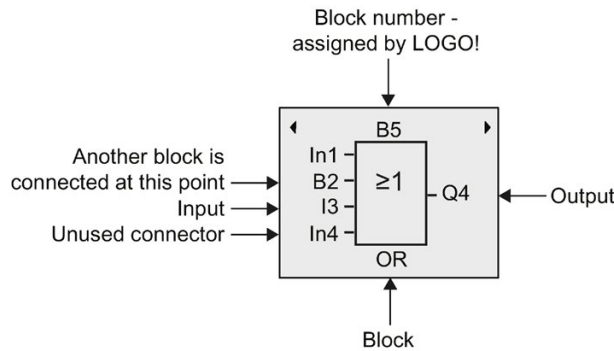 Block number -
assigned by LOGO!
B5
Another block is
connected at this point
Input
Unused connector
In1
B2
I3
In4
≥1
Q4
Output
OR
Block